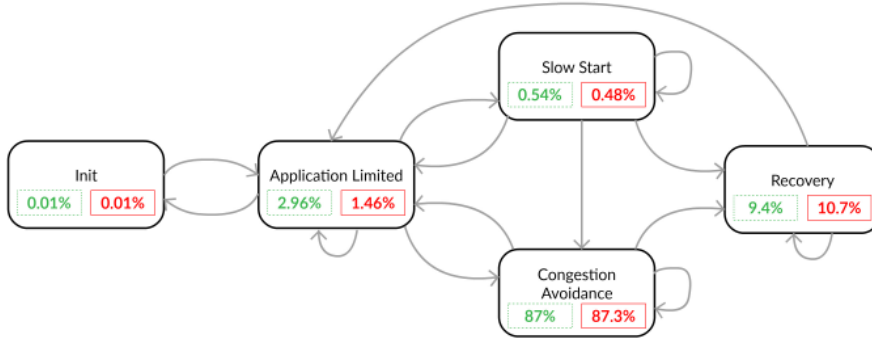 Init
0.01% 0.01%
Application Limited
2.96% 1.46%
Slow Start
0.54% 0.48%
Congestion
Avoidance
87% 87.3%
Recovery
9.4% 10.7%